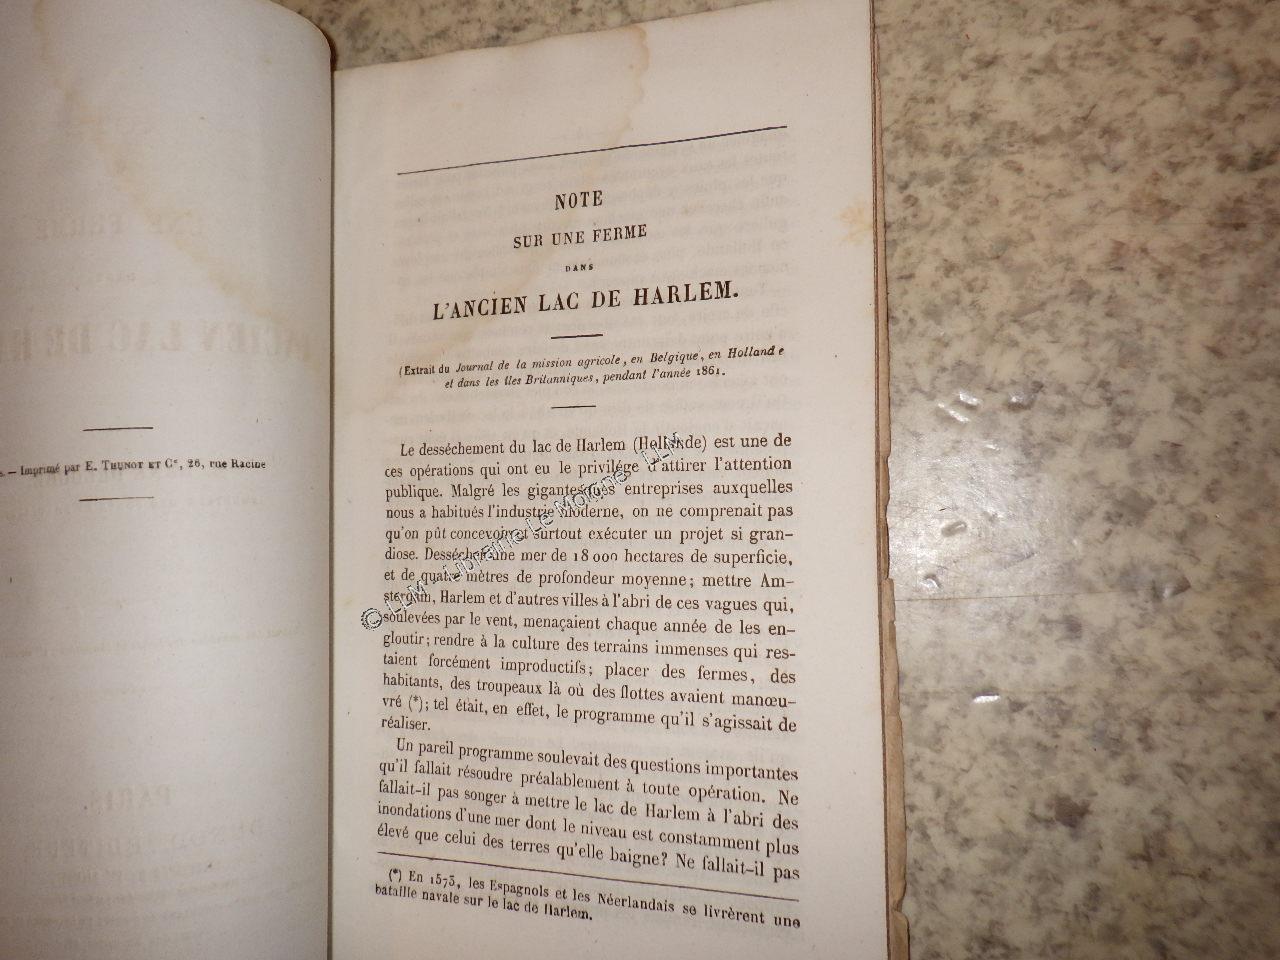 — Imprimé par E. THUNOT ET Cᵉ, 26, rue Racine
NOTE
SUR UNE FERME
DANS
L'ANCIEN LAC DE HARLEM.
(Extrait du Journal de la mission agricole, en Belgique, en Hollande
et dans les îles Britanniques, pendant l'année 1861.
Le desséchement du lac de Harlem (Hollande) est une de
ces opérations qui ont eu le privilége d'attirer l'attention
publique. Malgré les gigantesques entreprises auxquelles
nous a habitués l'industrie moderne, on ne comprenait pas
qu'on pût concevoir et surtout exécuter un projet si gran-
diose. Dessécher une mer de 18 000 hectares de superficie,
et de quatre mètres de profondeur moyenne; mettre Am-
sterdam, Harlem et d'autres villes à l'abri de ces vagues qui,
soulevées par le vent, menaçaient chaque année de les en-
gloutir; rendre à la culture des terrains immenses qui res-
taient forcément improductifs; placer des fermes, des
habitants, des troupeaux là où des flottes avaient manœu-
vré (*); tel était, en effet, le programme qu'il s'agissait de
réaliser.
Un pareil programme soulevait des questions importantes
qu'il fallait résoudre préalablement à toute opération. Ne
fallait-il pas songer à mettre le lac de Harlem à l'abri des
inondations d'une mer dont le niveau est constamment plus
élevé que celui des terres qu'elle baigne? Ne fallait-il pas
(*) En 1573, les Espagnols et les Néerlandais se livrèrent une
bataille navale sur le lac de Harlem.
© LLM - Librairie Le Moine - LLM